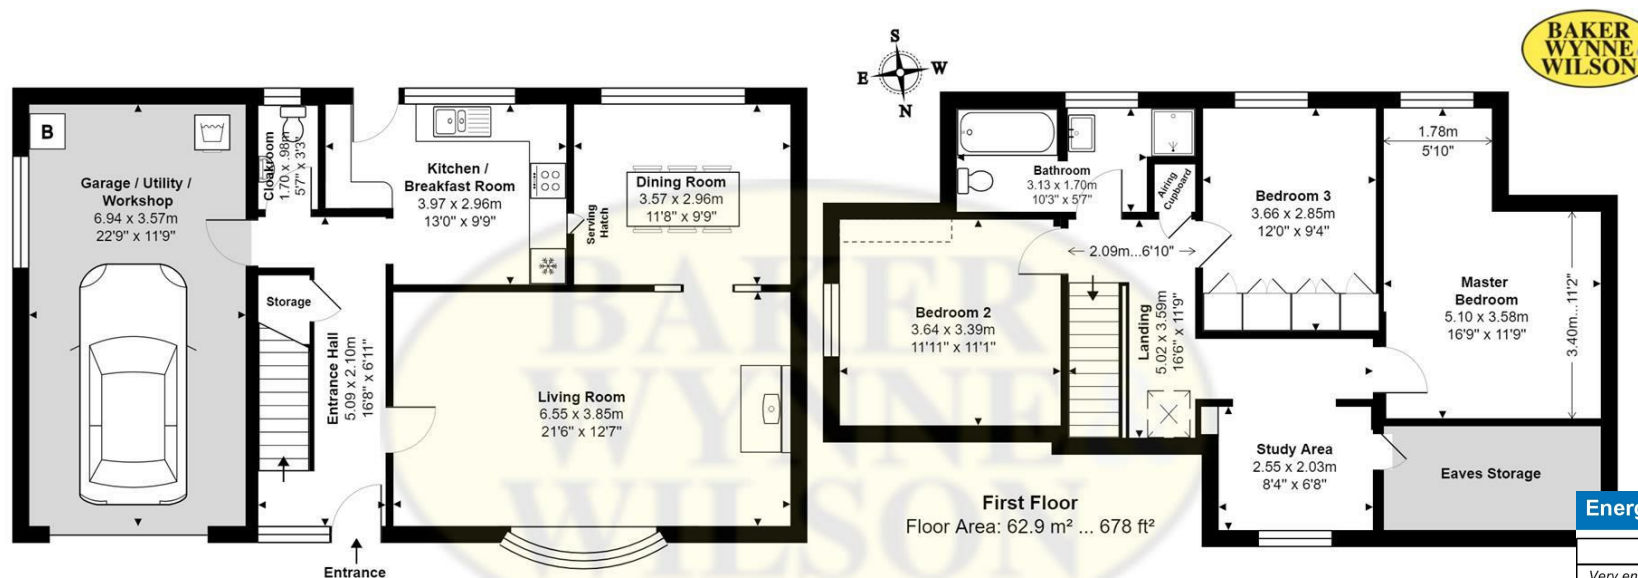 B
Garage / Utility /
Workshop
6.94 x 3.57m
22'9" x 11'9"
Cloakroom
1.70 x .98m
5'7" x 3'3"
Kitchen /
Breakfast Room
3.97 x 2.96m
13'0" x 9'9"
Serving
Hatch
Dining Room
3.57 x 2.96m
11'8" x 9'9"
Storage
Entrance Hall
5.09 x 2.10m
16'8" x 6'11"
Living Room
6.55 x 3.85m
21'6" x 12'7"
Entrance
BAKER
WYNNE
WILSON
S
E
W
N
BAKER
WYNNE
WILSON
Bathroom
3.13 x 1.70m
10'3" x 5'7"
Airing
Cupboard
Bedroom 3
3.66 x 2.85m
12'0" x 9'4"
1.78m
5'10"
2.09m...6'10"
Bedroom 2
3.64 x 3.39m
11'11" x 11'1"
Landing
5.02 x 3.59m
16'6" x 11'9"
Master
Bedroom
5.10 x 3.58m
16'9" x 11'9"
3.40m...11'2"
Study Area
2.55 x 2.03m
8'4" x 6'8"
Eaves Storage
First Floor
Floor Area: 62.9 m² ... 678 ft²
Energ